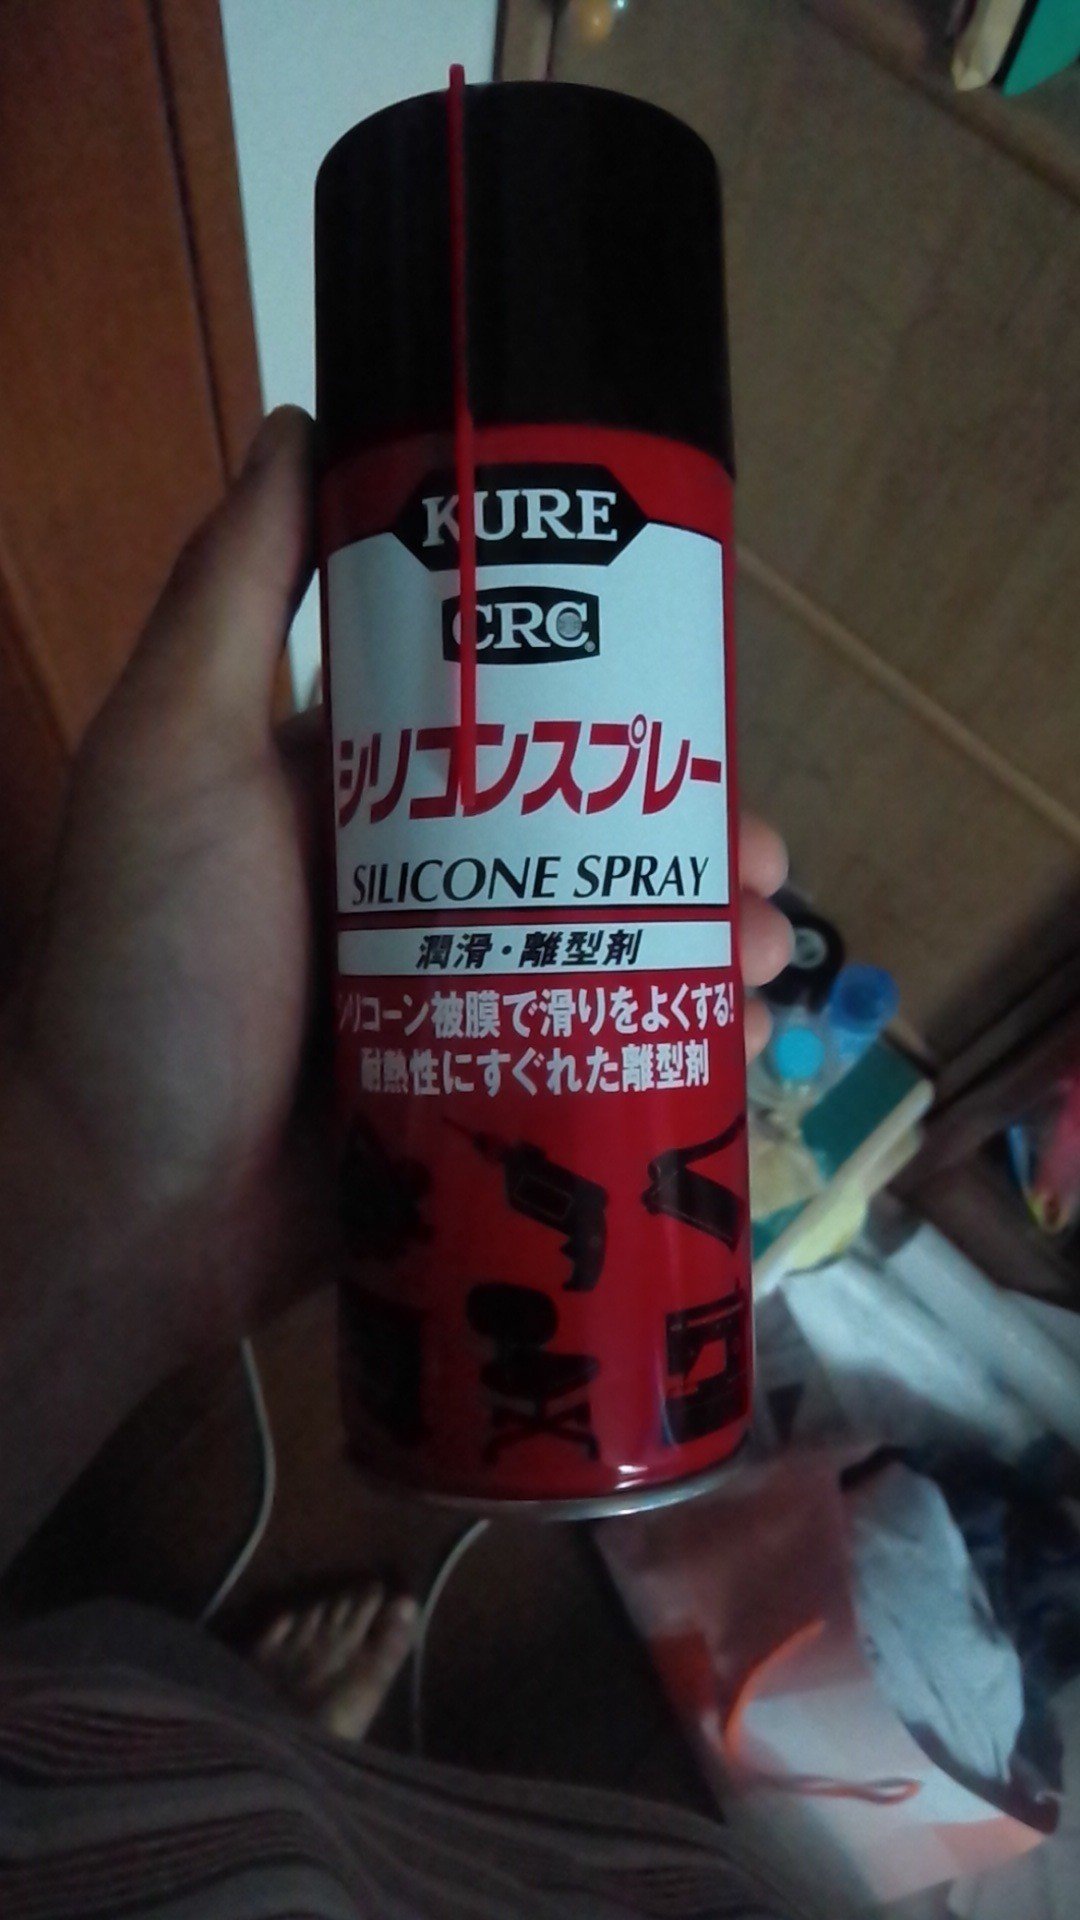 KURE
CRC
シリコンスプレー
SILICONE SPRAY
潤滑・離型剤
シリコーン被膜で滑りをよくする!
耐熱性にすぐれた離型剤